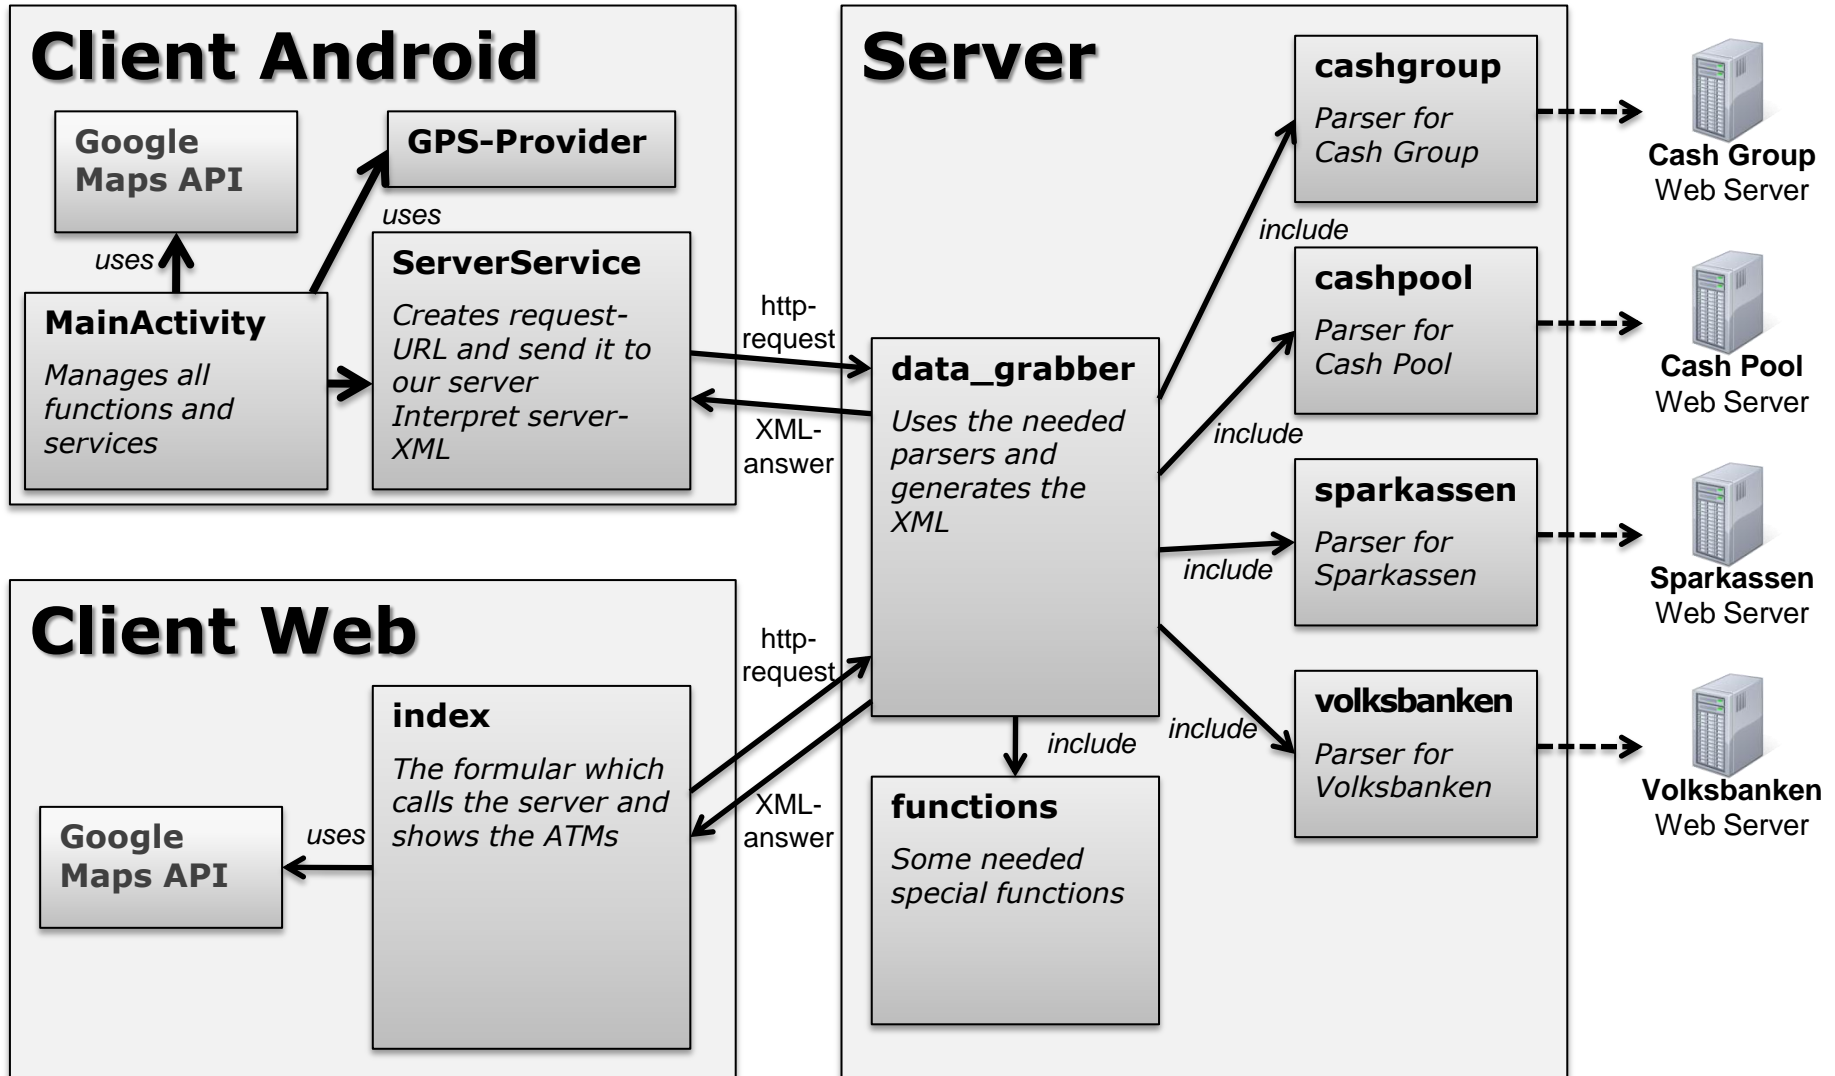 Client Android
Google
Maps API
GPS-Provider
uses
uses
MainActivity
Manages all
functions and
services
ServerService
Creates request-
URL and send it to
our server
Interpret server-
XML
http-
request
XML-
answer
Client Web
Google
Maps API
uses
index
The formular which
calls the server and
shows the ATMs
http-
request
XML-
answer
Server
data_grabber
Uses the needed
parsers and
generates the
XML
include
functions
Some needed
special functions
include
cashgroup
Parser for
Cash Group
include
cashpool
Parser for
Cash Pool
include
sparkassen
Parser for
Sparkassen
include
volksbanken
Parser for
Volksbanken
Cash Group
Web Server
Cash Pool
Web Server
Sparkassen
Web Server
Volksbanken
Web Server